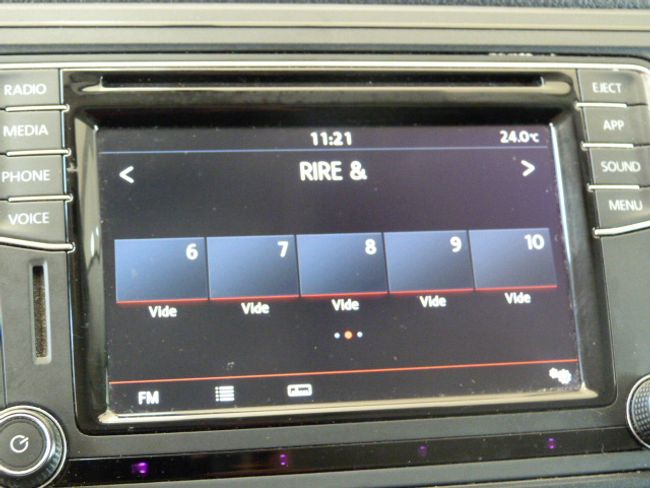 RADIO
MEDIA
PHONE
VOICE
EJECT
APP
SOUND
MENU
11:21 24.0°C
< RIRE & >
6 7 8 9 10
Vide Vide Vide Vide Vide
FM